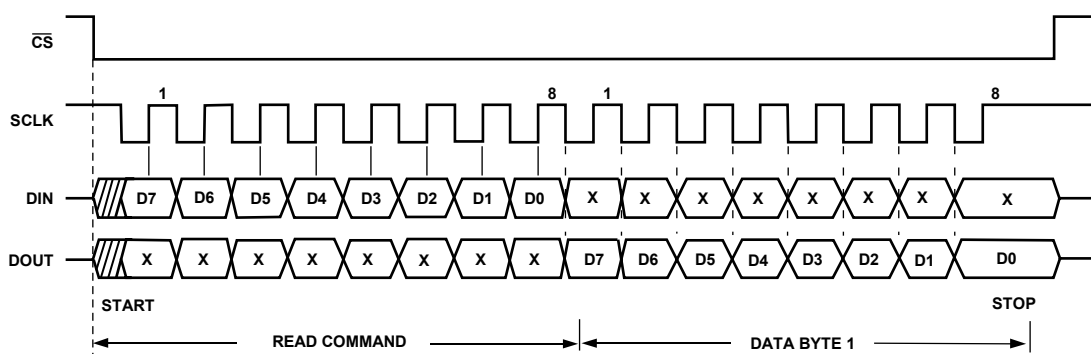 CS
1 8 1 8
SCLK
DIN D7 D6 D5 D4 D3 D2 D1 D0 X X X X X X X X
DOUT X X X X X X X X D7 D6 D5 D4 D3 D2 D1 D0
START STOP
READ COMMAND DATA BYTE 1